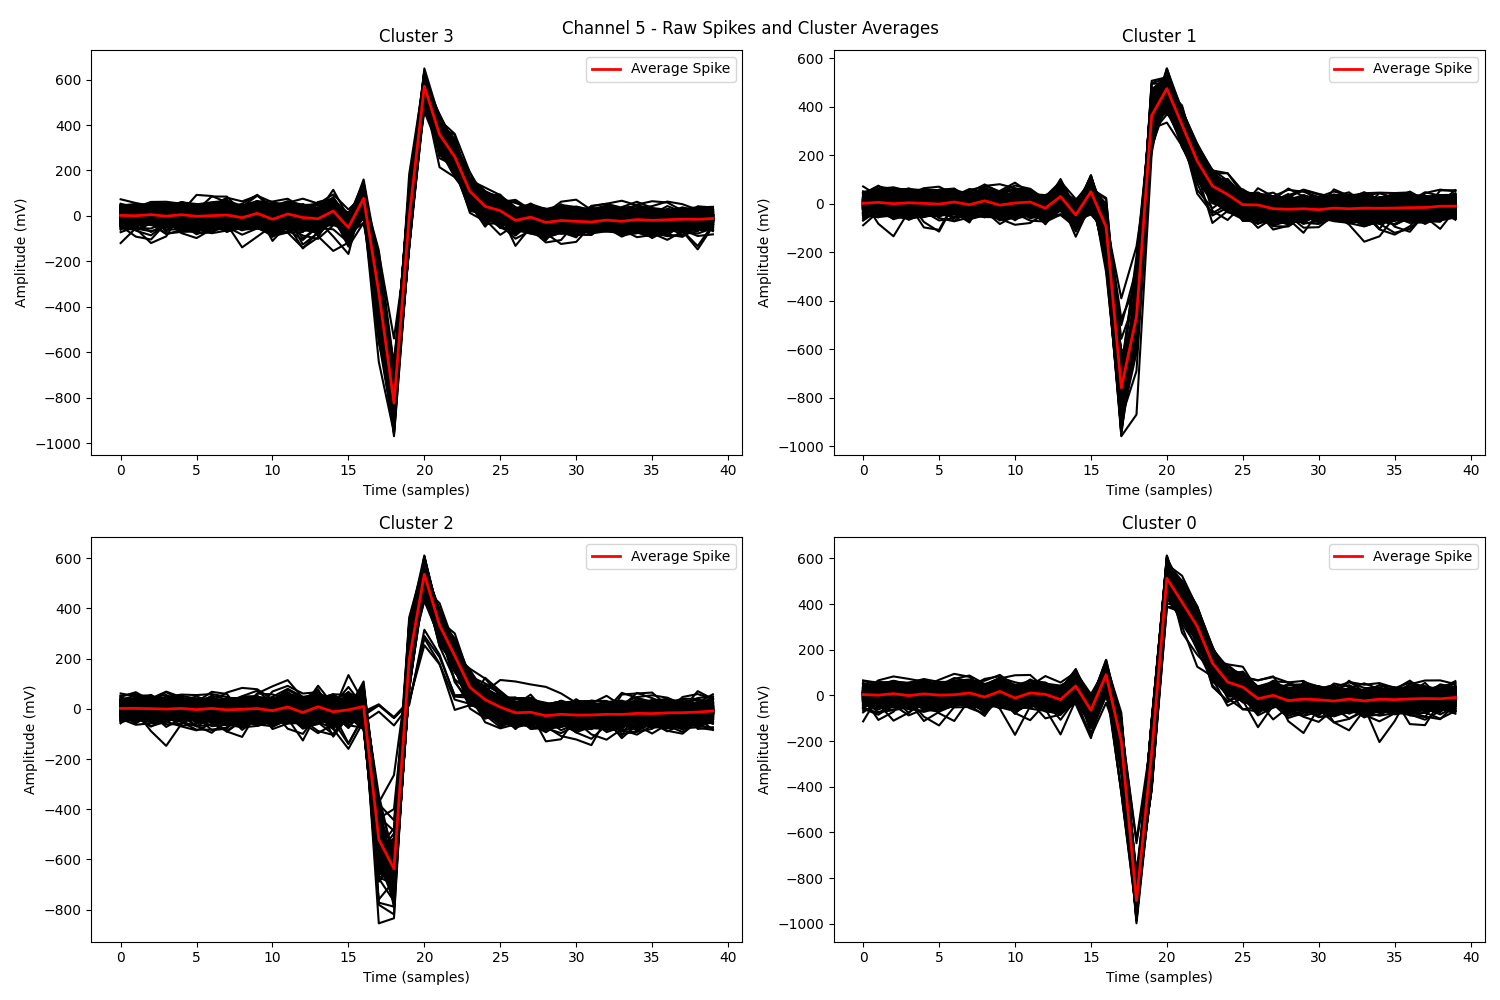 Channel 5 - Raw Spikes and Cluster Averages
Cluster 3
Average Spike
Amplitude (mV)
600
400
200
0
−200
−400
−600
−800
−1000
0 5 10 15 20 25 30 35 40
Time (samples)
Cluster 1
Average Spike
Amplitude (mV)
600
400
200
0
−200
−400
−600
−800
−1000
0 5 10 15 20 25 30 35 40
Time (samples)
Cluster 2
Average Spike
Amplitude (mV)
600
400
200
0
−200
−400
−600
−800
0 5 10 15 20 25 30 35 40
Time (samples)
Cluster 0
Average Spike
Amplitude (mV)
600
400
200
0
−200
−400
−600
−800
−1000
0 5 10 15 20 25 30 35 40
Time (samples)